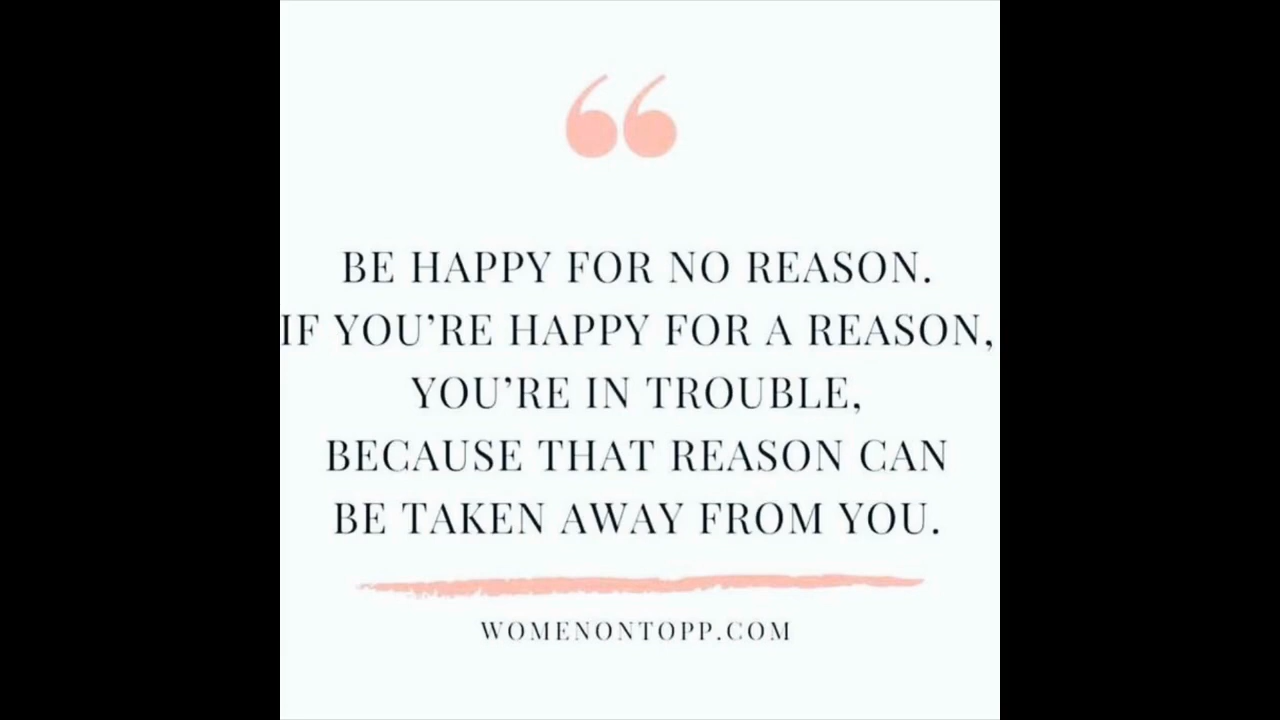 ❝
BE HAPPY FOR NO REASON.
IF YOU’RE HAPPY FOR A REASON,
YOU’RE IN TROUBLE,
BECAUSE THAT REASON CAN
BE TAKEN AWAY FROM YOU.
WOMENONTOPP.COM